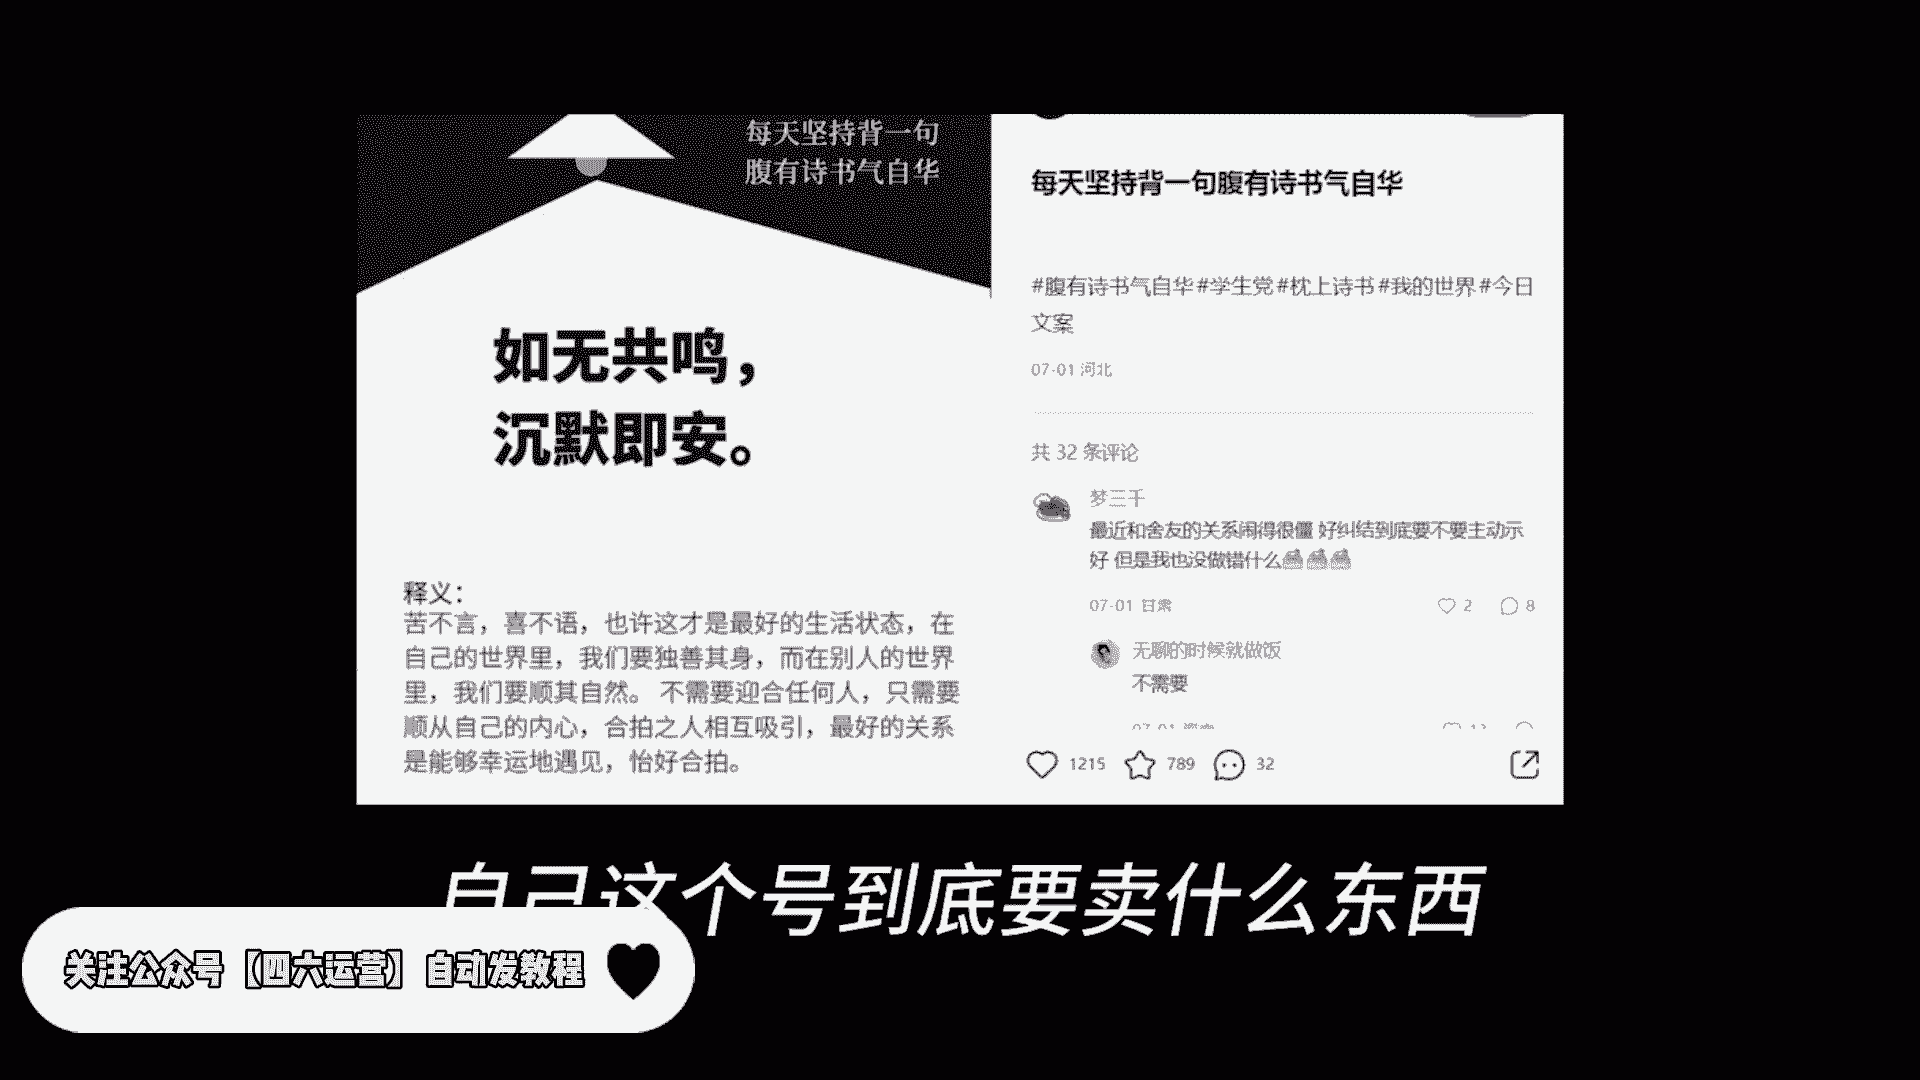 每天坚持背一句
腹有诗书气自华
如无共鸣，
沉默即安。
释义：
苦不言，喜不语，也许这才是最好的生活状态，在
自己的世界里，我们要独善其身，而在别人的世界
里，我们要顺其自然。 不需要迎合任何人，只需要
顺从自己的内心，合拍之人相互吸引，最好的关系
是能够幸运地遇见，恰好合拍。
每天坚持背一句腹有诗书气自华
#腹有诗书气自华 #学生党 #枕上诗书 #我的世界 #今日
文案
07-01 河北
共 32 条评论
梦三千
最近和舍友的关系闹得很僵 好纠结到底要不要主动示
好 但是我也没做错什么
07-01 甘肃
2 8
无聊的时候就做饭
不需要
07-01
1215 789 32
自己这个号到底要卖什么东西
关注公众号【四六运营】 自动发教程